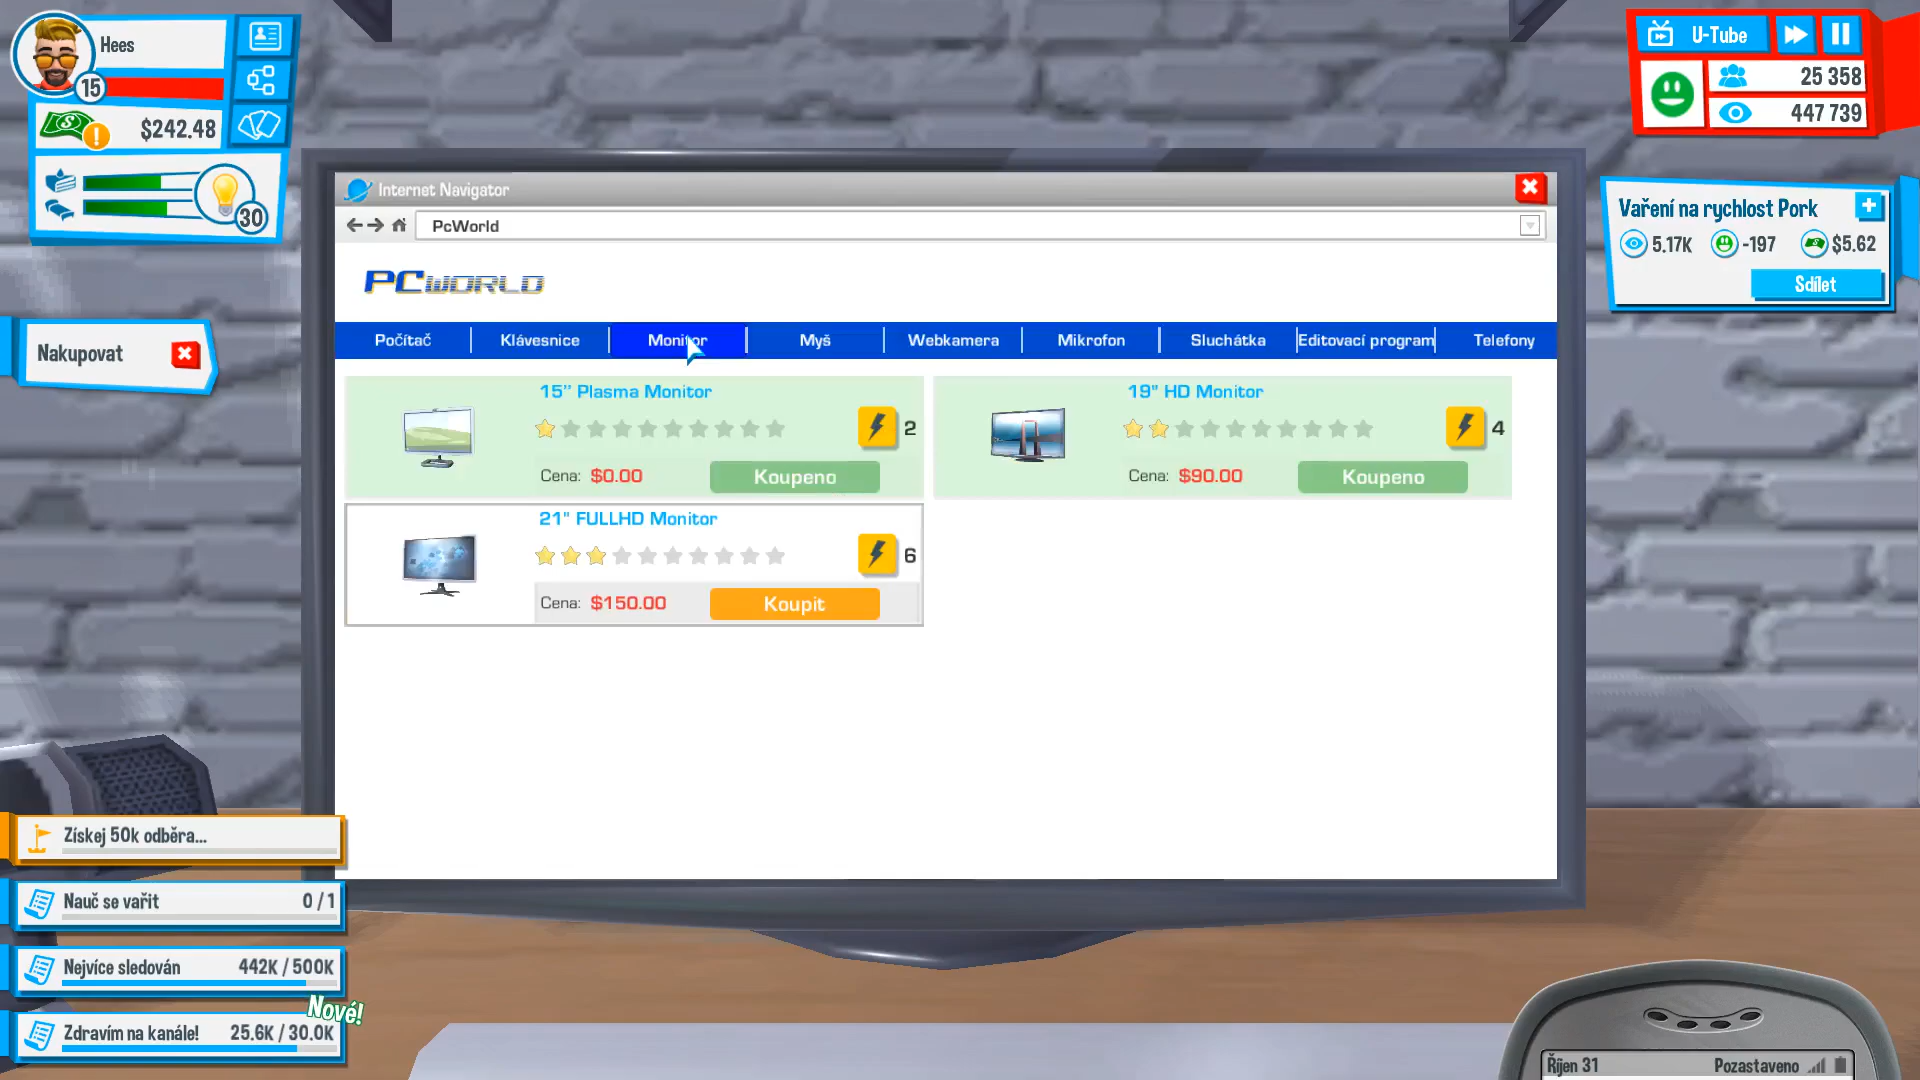 Hees
15
$242.48
30
U-Tube
25 358
447 739
Vaření na rychlost Pork
5.17K
-197
$5.62
Sdílet
Nakupovat
Internet Navigator
PcWorld
PCWORLD
Počítač
Klávesnice
Monitor
Myš
Webkamera
Mikrofon
Sluchátka
Editovací program
Telefony
15’’ Plasma Monitor
2
Cena: $0.00
Koupeno
19" HD Monitor
4
Cena: $90.00
Koupeno
21" FULLHD Monitor
6
Cena: $150.00
Koupit
Získej 50k odběra...
Nauč se vařit 0 / 1
Nejvíce sledován 442K / 500K
Nové!
Zdravím na kanále! 25.6K / 30.0K
Říjen 31 Pozastaveno